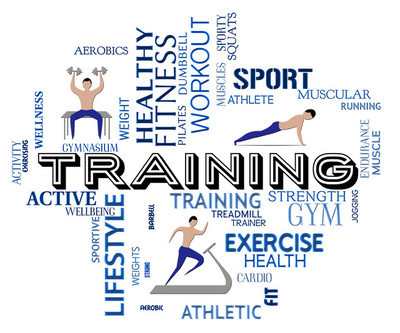 AEROBICS
HEALTHY
FITNESS
PILATES
DUMBBELL
WORKOUT
MUSCLES
SPORTY
SQUATS
SPORT
ATHLETE
MUSCULAR
RUNNING
WELLNESS
WEIGHT
GYMNASIUM
ACTIVITY
EXERCISING
ENDURANCE
MUSCLE
TRAINING
ACTIVE
WELLBEING
SPORTIVE
LIFESTYLE
BARBELL
TRAINING
TREADMILL
TRAINER
STRENGTH
GYM
JOGGING
WEIGHTS
STRONG
EXERCISE
HEALTH
CARDIO
FIT
AEROBIC
ATHLETIC